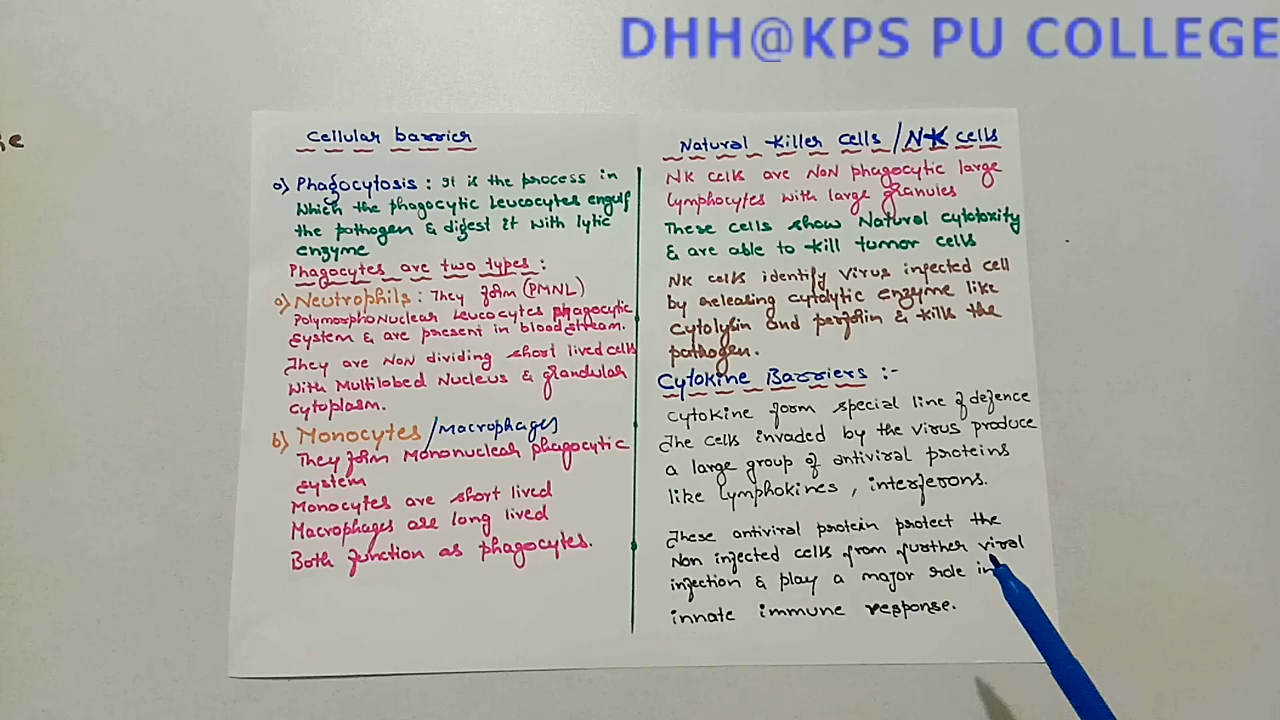 DHH@KPS PU COLLEGE
Cellular barrier
a) Phagocytosis : It is the process in
Which the phagocytic Leucocytes engulf
the pathogen & digest it with lytic
enzyme
Phagocytes are two types :
a) Neutrophils : They form (PMNL)
Polymorphonuclear Leucocytes phagocytic
system & are present in blood stream.
They are Non dividing short lived cells
With Multilobed Nucleus & grandular
cytoplasm.
b) Monocytes / Macrophages
They form Mononuclear phagocytic
system
Monocytes are short lived
Macrophages are long lived
Both function as phagocytes.
Natural killer cells / NK cells
NK cells are Non phagocytic large
lymphocytes with large granules
These cells show Natural cytotoxity
& are able to kill tumor cells
NK cells identify Virus infected cell
by releasing cytolytic enzyme like
Cytolysin and perforin & kills the
pathogen.
Cytokine Barriers :-
Cytokine form special line of defence
The cells invaded by the virus produce
a large group of antiviral proteins
like lymphokines , interferons.
These antiviral protein protect the
Non infected cells from further viral
infection & play a major role in
innate immune response.